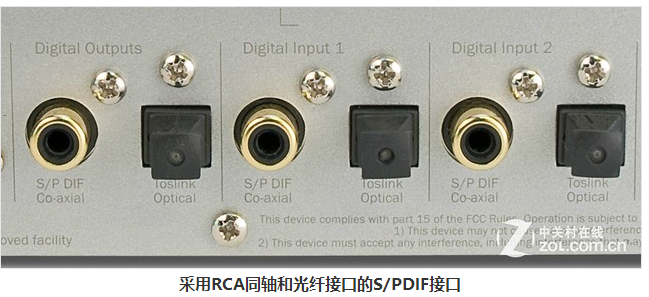 Digital Outputs
Digital Input 1
Digital Input 2
S/P DIF
Co-axial
Toslink
Optical
S/P DIF
Co-axial
Toslink
Optical
S/P DIF
Co-axial
Toslink
Optical
This device complies with part 15 of the FCC Rules. Operation is subject to
1) This device may not cause interference
oved facility
2) This device must accept any interference, including
中关村在线
zol.com.cn
采用RCA同轴和光纤接口的S/PDIF接口